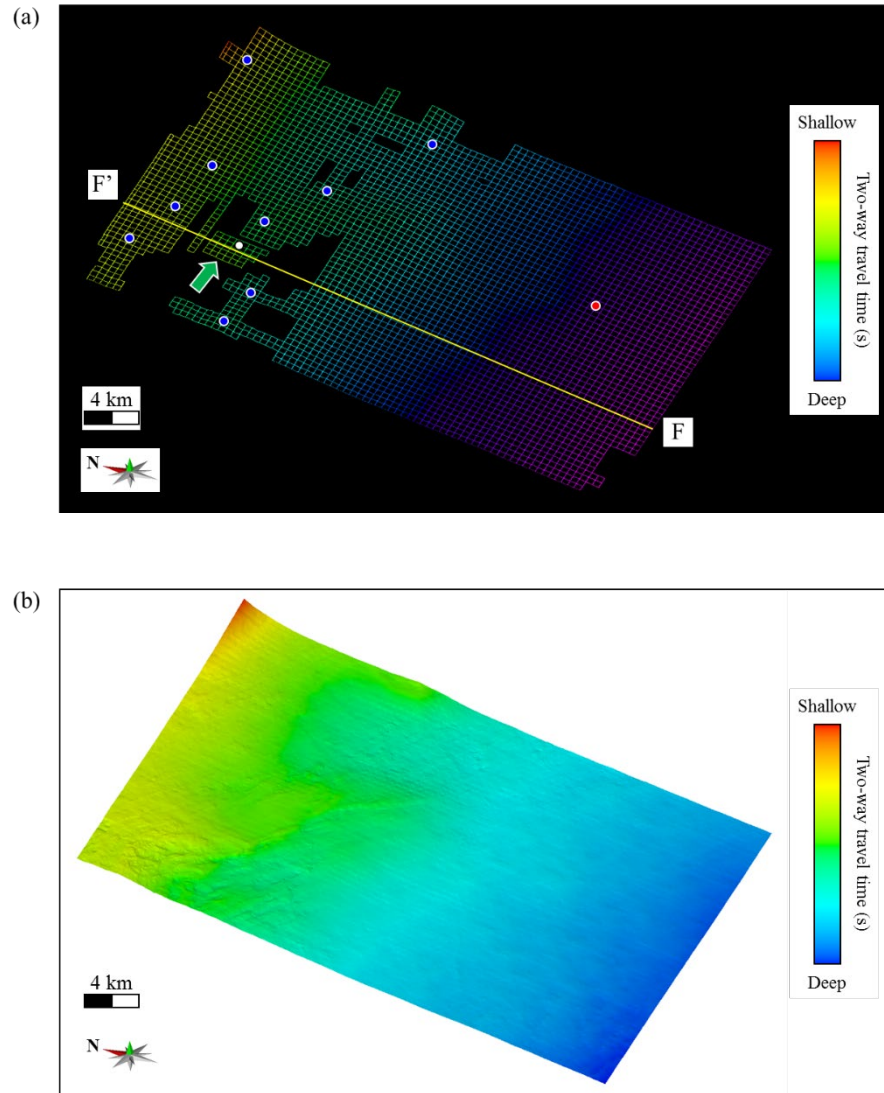 (a)
Shallow
F’
Two-way travel time (s)
Deep
4 km
F
N
(b)
Shallow
Two-way travel time (s)
4 km
Deep
N